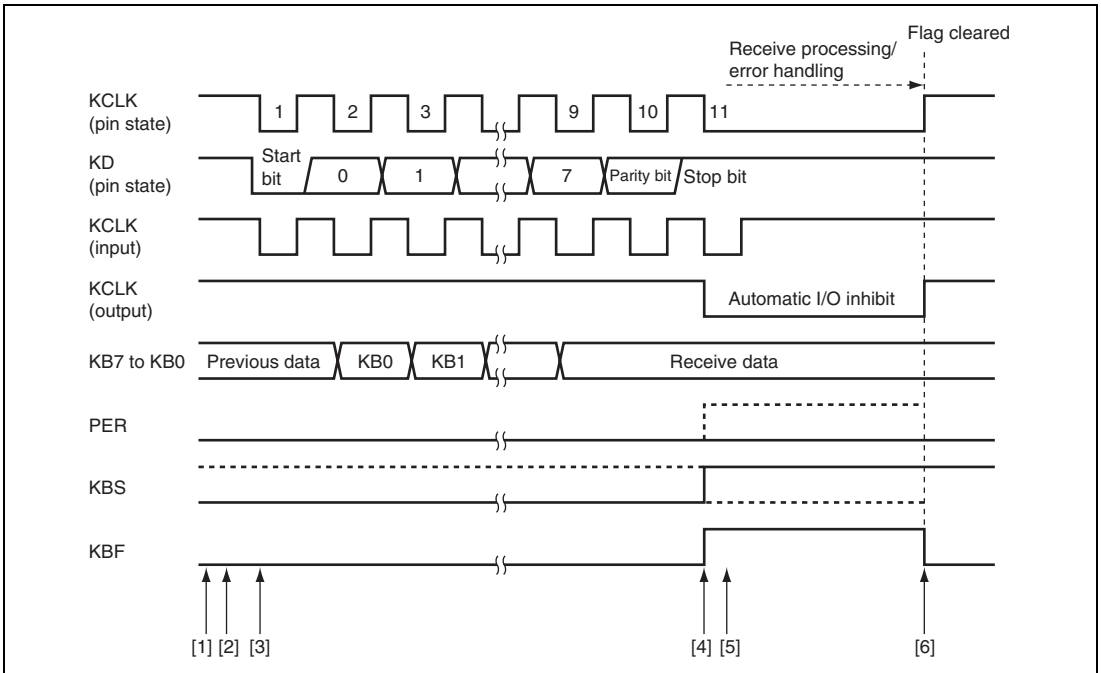 Flag cleared
Receive processing/
error handling
KCLK
(pin state)
1 2 3 9 10 11
KD
(pin state)
Start
bit
0 1 7 Parity bit Stop bit
KCLK
(input)
KCLK
(output)
Automatic I/O inhibit
KB7 to KB0 Previous data KB0 KB1 Receive data
PER
KBS
KBF
[1] [2] [3] [4] [5] [6]